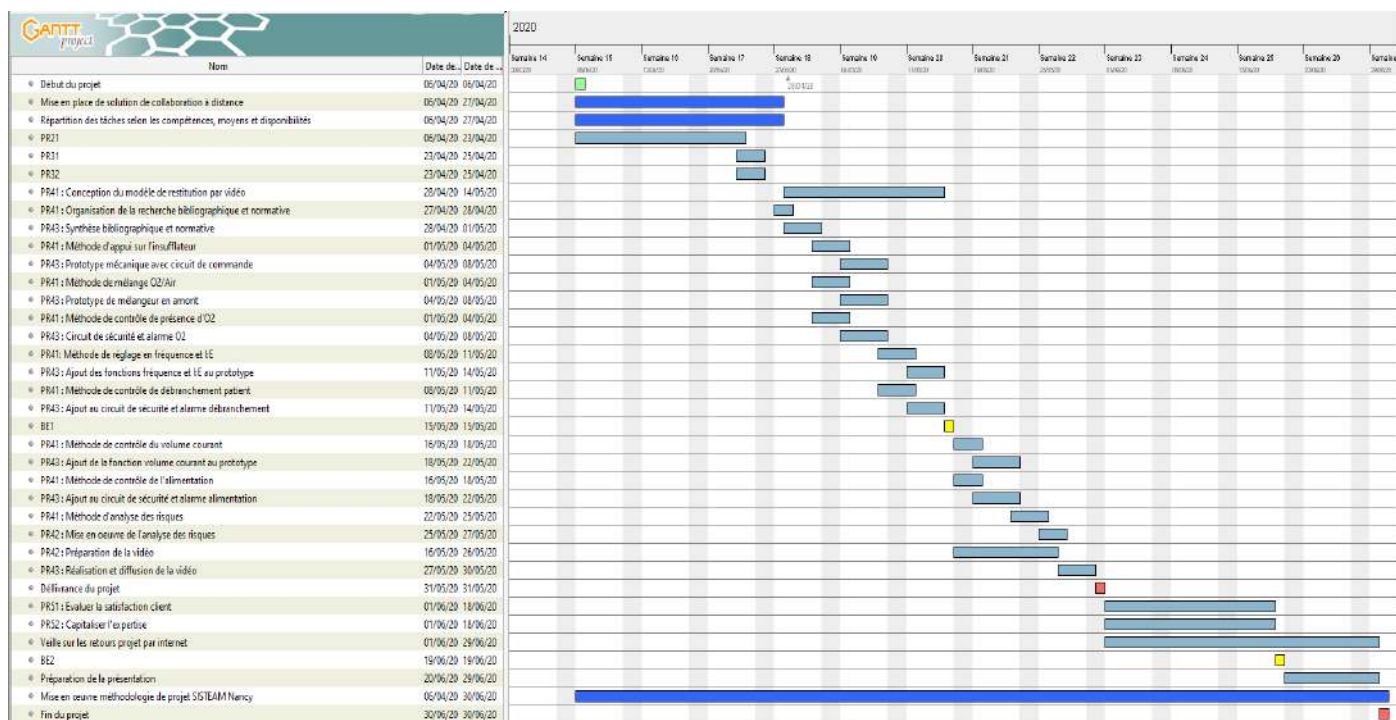 GANTT
project
2020
Nom Date de... Date de ...
Semaine 14 Semaine 15 Semaine 16 Semaine 17 Semaine 18 Semaine 19 Semaine 20 Semaine 21 Semaine 22 Semaine 23 Semaine 24 Semaine 25 Semaine
28/04/20
Début du projet 06/04/20 06/04/20
Mise en place de solution de collaboration à distance 06/04/20 27/04/20
Répartition des tâches selon les compétences, moyens et disponibilités 06/04/20 27/04/20
PR21 06/04/20 23/04/20
PR31 23/04/20 25/04/20
PR32 23/04/20 25/04/20
PR41 : Conception du modèle de restitution par vidéo 28/04/20 14/05/20
PR41 : Organisation de la recherche bibliographique et normative 27/04/20 28/04/20
PR43 : Synthèse bibliographique et normative 28/04/20 01/05/20
PR41 : Méthode d'appui sur l'insufflateur 01/05/20 04/05/20
PR43 : Prototype mécanique avec circuit de commande 04/05/20 08/05/20
PR41 : Méthode de mélange O2/Air 01/05/20 04/05/20
PR43 : Prototype de mélangeur en amont 04/05/20 08/05/20
PR41 : Méthode de contrôle de présence d'O2 01/05/20 04/05/20
PR43 : Circuit de sécurité et alarme O2 04/05/20 08/05/20
PR41: Méthode de réglage en fréquence et I:E 08/05/20 11/05/20
PR43 : Ajout des fonctions fréquence et I:E au prototype 11/05/20 14/05/20
PR41 : Méthode de contrôle de débranchement patient 08/05/20 11/05/20
PR43 : Ajout au circuit de sécurité et alarme débranchement 11/05/20 14/05/20
BE1 15/05/20 15/05/20
PR41 : Méthode de contrôle du volume courant 16/05/20 18/05/20
PR43 : Ajout de la fonction volume courant au prototype 18/05/20 22/05/20
PR41 : Méthode de contrôle de l'alimentation 16/05/20 18/05/20
PR43 : Ajout au circuit de sécurité et alarme alimentation 18/05/20 22/05/20
PR41 : Méthode d'analyse des risques 22/05/20 25/05/20
PR42 : Mise en oeuvre de l'analyse des risques 25/05/20 27/05/20
PR42 : Préparation de la vidéo 16/05/20 26/05/20
PR43 : Réalisation et diffusion de la vidéo 27/05/20 30/05/20
Délivrance du projet 31/05/20 31/05/20
PR51 : Evaluer la satisfaction client 01/06/20 18/06/20
PR52 : Capitaliser l'expertise 01/06/20 18/06/20
Veille sur les retours projet par internet 01/06/20 29/06/20
BE2 19/06/20 19/06/20
Préparation de la présentation 20/06/20 29/06/20
Mise en œuvre méthodologie de projet SISTEAM Nancy 06/04/20 30/06/20
Fin du projet 30/06/20 30/06/20